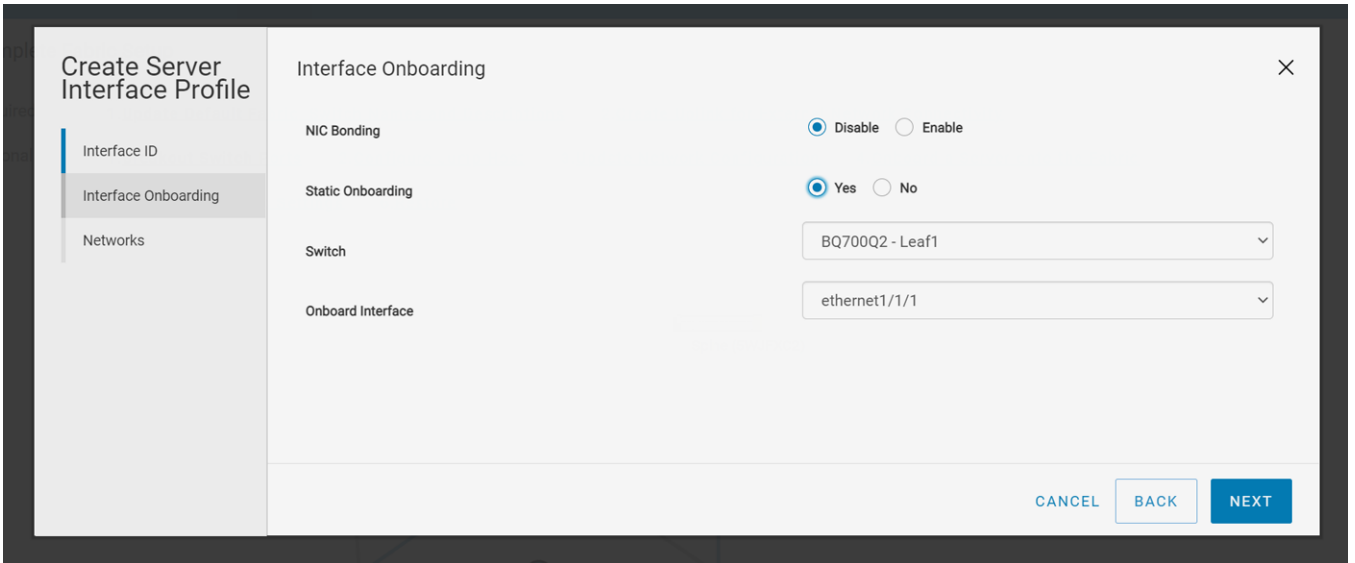 Create Server
Interface Profile
Interface ID
Interface Onboarding
Networks
Interface Onboarding
NIC Bonding
Disable Enable
Static Onboarding
Yes No
Switch
BQ700Q2 - Leaf1
Onboard Interface
ethernet1/1/1
CANCEL BACK NEXT